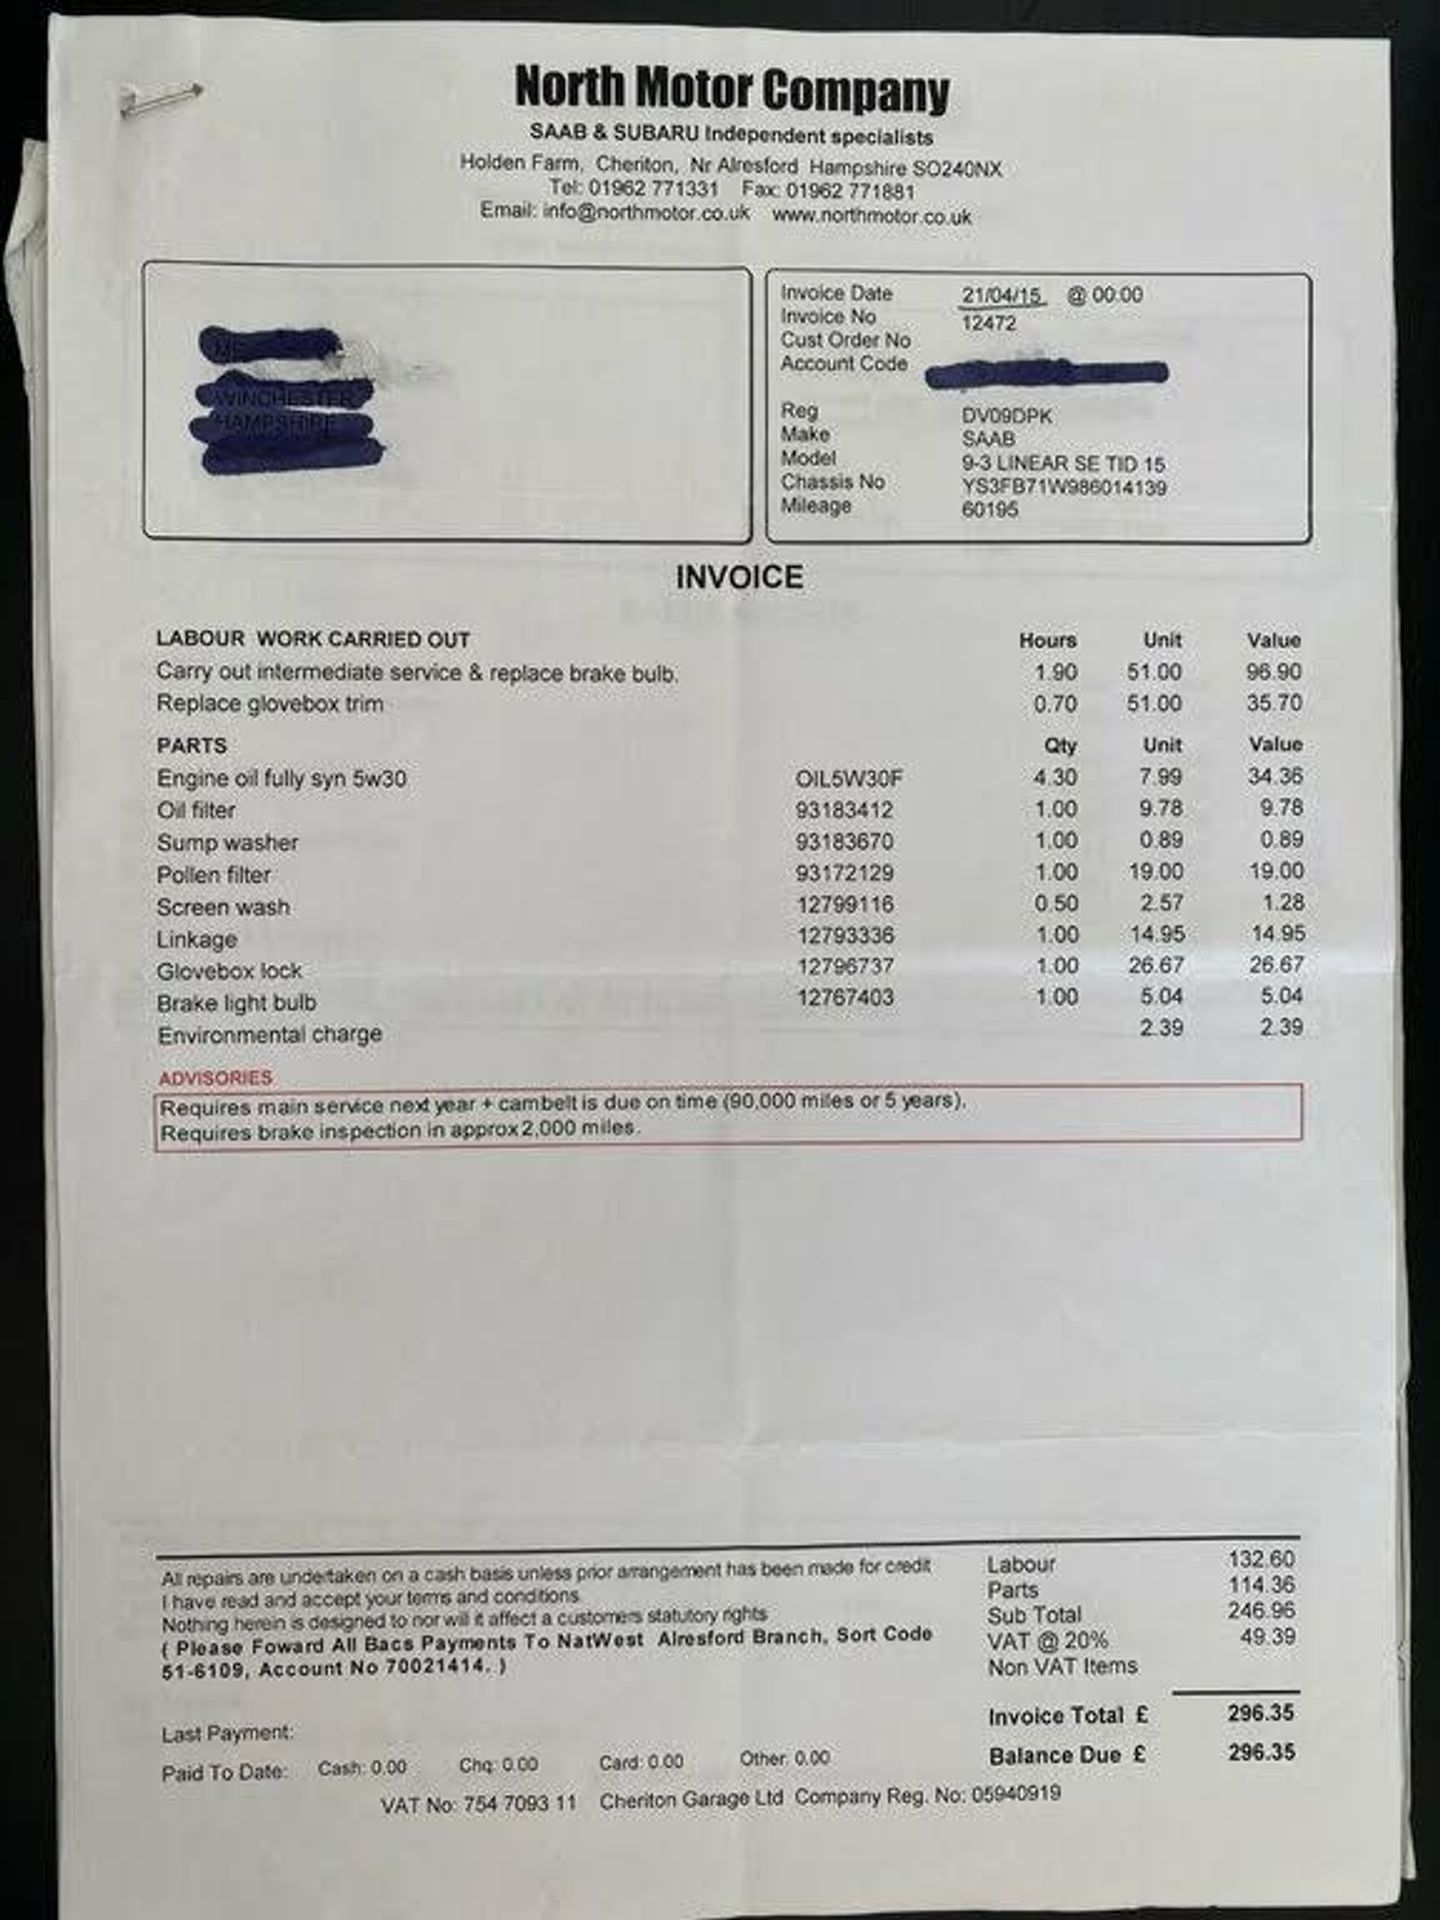 North Motor Company
SAAB & SUBARU Independent specialists
Holden Farm, Cheriton, Nr Alresford Hampshire SO240NX
Tel: 01962 771331 Fax: 01962 771881
Email: info@northmotor.co.uk www.northmotor.co.uk
WINCHESTER
HAMPSHIRE
Invoice Date 21/04/15 @ 00:00
Invoice No 12472
Cust Order No
Account Code
Reg DV09DPK
Make SAAB
Model 9-3 LINEAR SE TID 15
Chassis No YS3FB71W986014139
Mileage 60195
INVOICE
LABOUR WORK CARRIED OUT Hours Unit Value
Carry out intermediate service & replace brake bulb. 1.90 51.00 96.90
Replace glovebox trim 0.70 51.00 35.70
PARTS Qty Unit Value
Engine oil fully syn 5w30 OIL5W30F 4.30 7.99 34.36
Oil filter 93183412 1.00 9.78 9.78
Sump washer 93183670 1.00 0.89 0.89
Pollen filter 93172129 1.00 19.00 19.00
Screen wash 12799116 0.50 2.57 1.28
Linkage 12793336 1.00 14.95 14.95
Glovebox lock 12796737 1.00 26.67 26.67
Brake light bulb 12767403 1.00 5.04 5.04
Environmental charge 2.39 2.39
ADVISORIES
Requires main service next year + cambelt is due on time (90,000 miles or 5 years).
Requires brake inspection in approx 2,000 miles.
All repairs are undertaken on a cash basis unless prior arrangement has been made for credit
I have read and accept your terms and conditions
Nothing herein is designed to nor will it affect a customers statutory rights
( Please Foward All Bacs Payments To NatWest Alresford Branch, Sort Code
51-6109, Account No 70021414. )
Labour 132.60
Parts 114.36
Sub Total 246.96
VAT @ 20% 49.39
Non VAT Items
Invoice Total £ 296.35
Balance Due £ 296.35
Last Payment:
Paid To Date: Cash: 0.00 Chq: 0.00 Card: 0.00 Other: 0.00
VAT No: 754 7093 11 Cheriton Garage Ltd Company Reg. No: 05940919